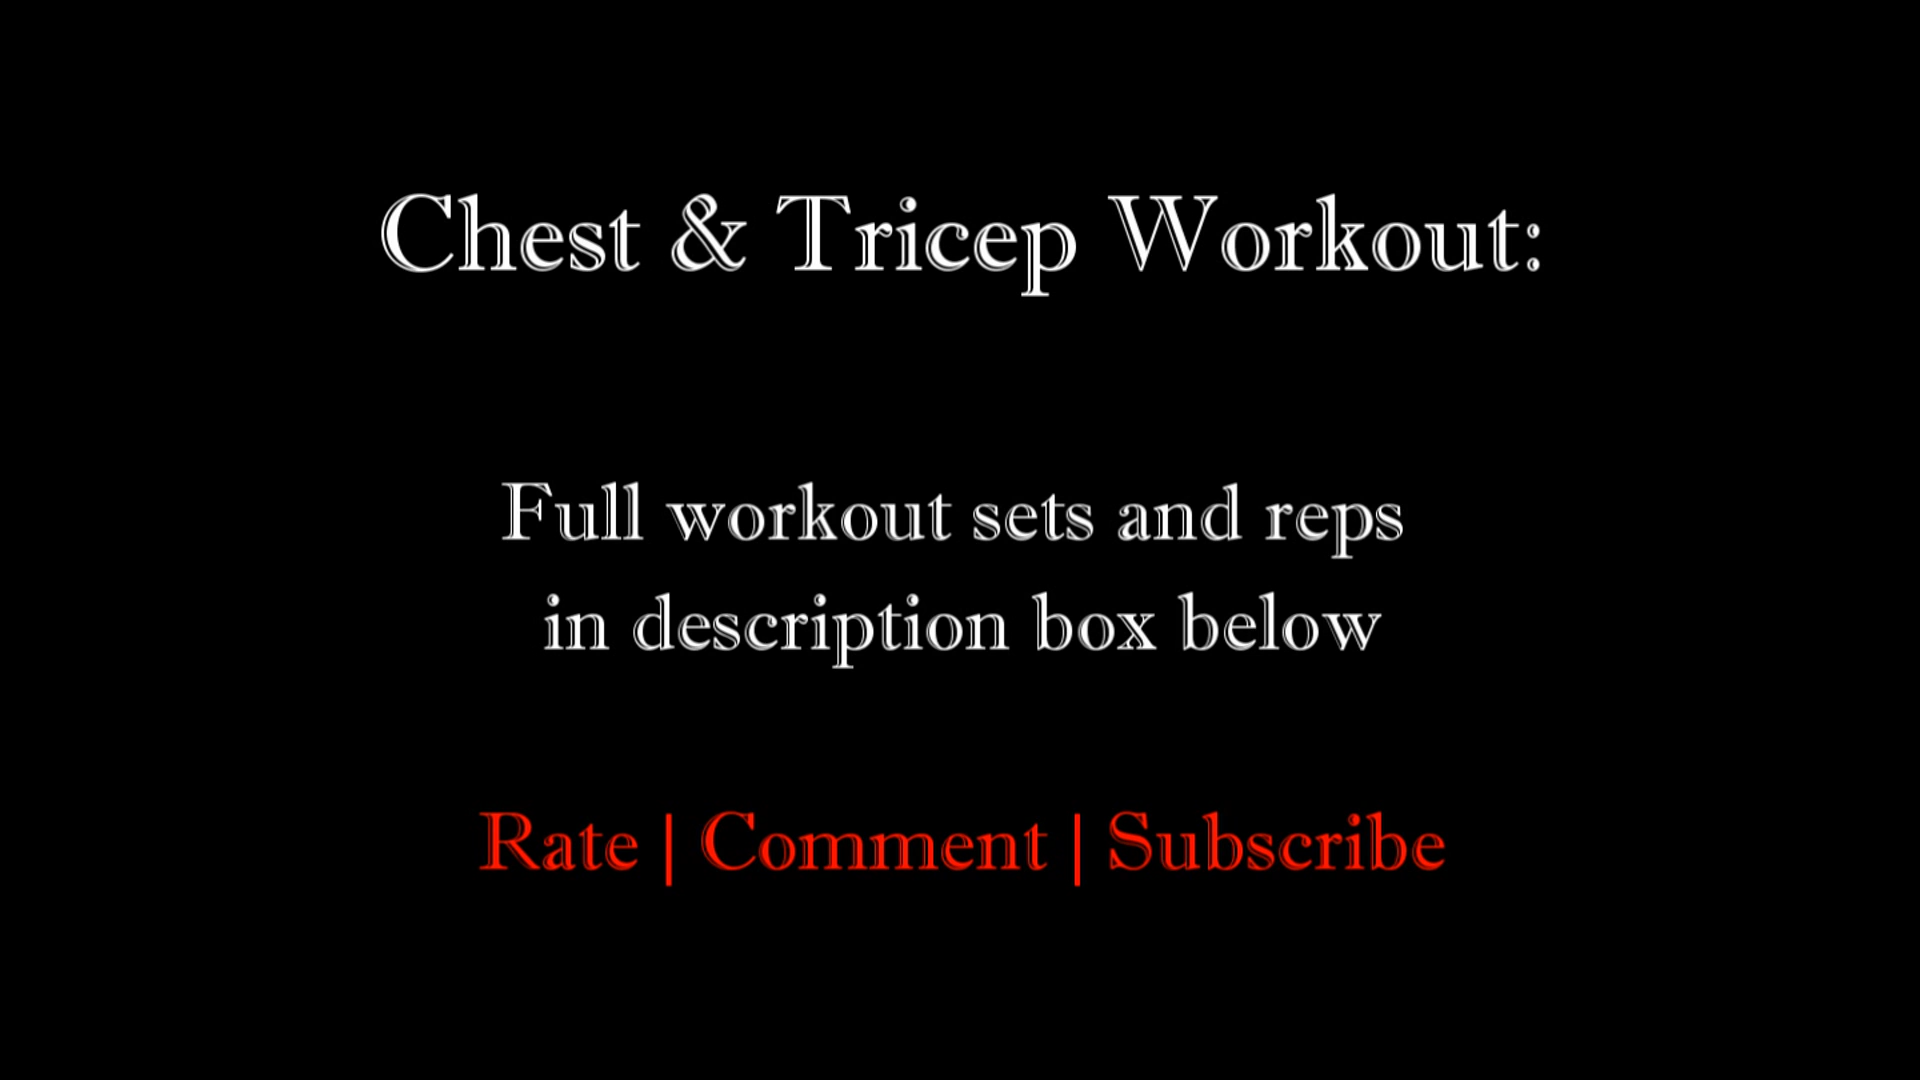 Chest & Tricep Workout:
Full workout sets and reps
in description box below
Rate | Comment | Subscribe